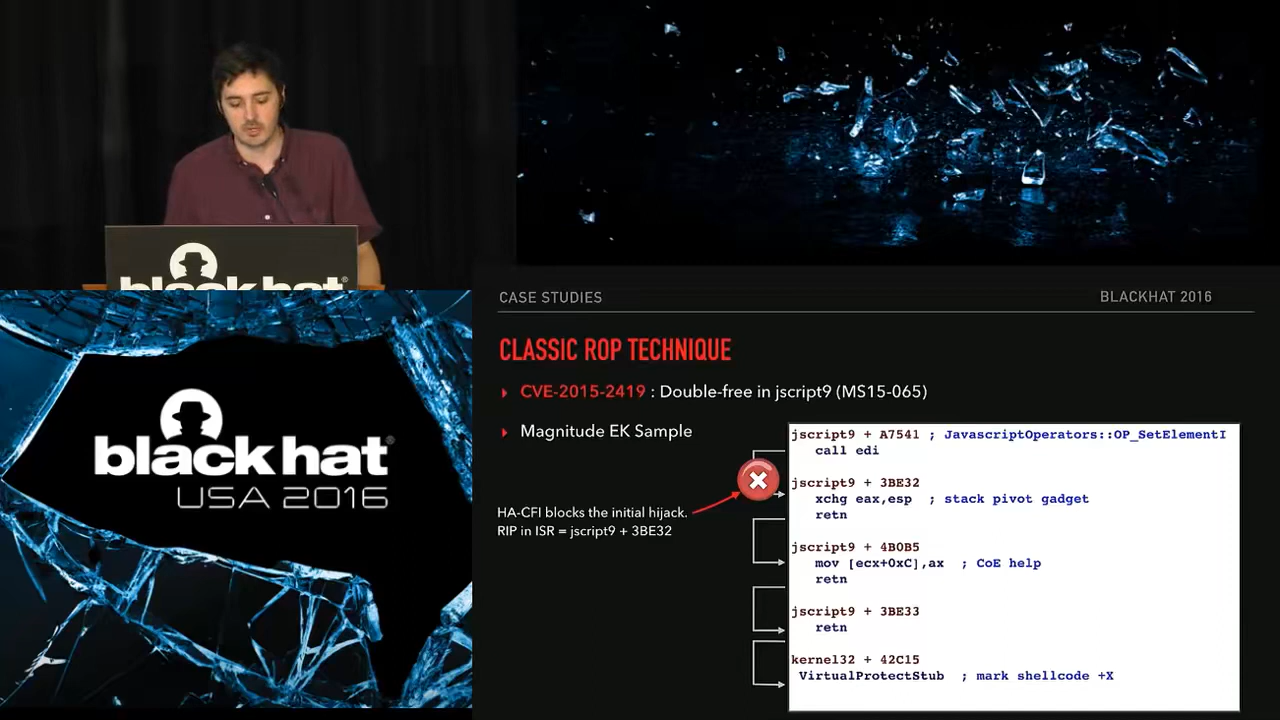 black hat®
black hat®
USA 2016
CASE STUDIES
BLACKHAT 2016
CLASSIC ROP TECHNIQUE
CVE-2015-2419 : Double-free in jscript9 (MS15-065)
Magnitude EK Sample
HA-CFI blocks the initial hijack.
RIP in ISR = jscript9 + 3BE32
jscript9 + A7541 ; JavascriptOperators::OP_SetElementI
call edi
jscript9 + 3BE32
xchg eax,esp ; stack pivot gadget
retn
jscript9 + 4B0B5
mov [ecx+0xC],ax ; CoE help
retn
jscript9 + 3BE33
retn
kernel32 + 42C15
VirtualProtectStub ; mark shellcode +X